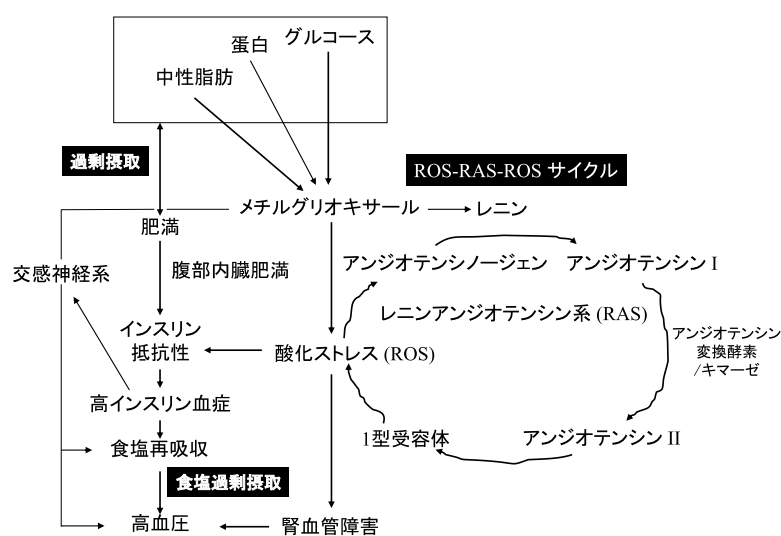 グルコース
蛋白
中性脂肪
過剰摂取
ROS-RAS-ROS サイクル
メチルグリオキサール
レニン
肥満
交感神経系
腹部内臓肥満
アンジオテンシノージェン
アンジオテンシン I
レニンアンジオテンシン系 (RAS)
アンジオテンシン
変換酵素
/キマーゼ
インスリン
抵抗性
酸化ストレス (ROS)
高インスリン血症
1型受容体
アンジオテンシン II
食塩再吸収
食塩過剰摂取
高血圧
腎血管障害